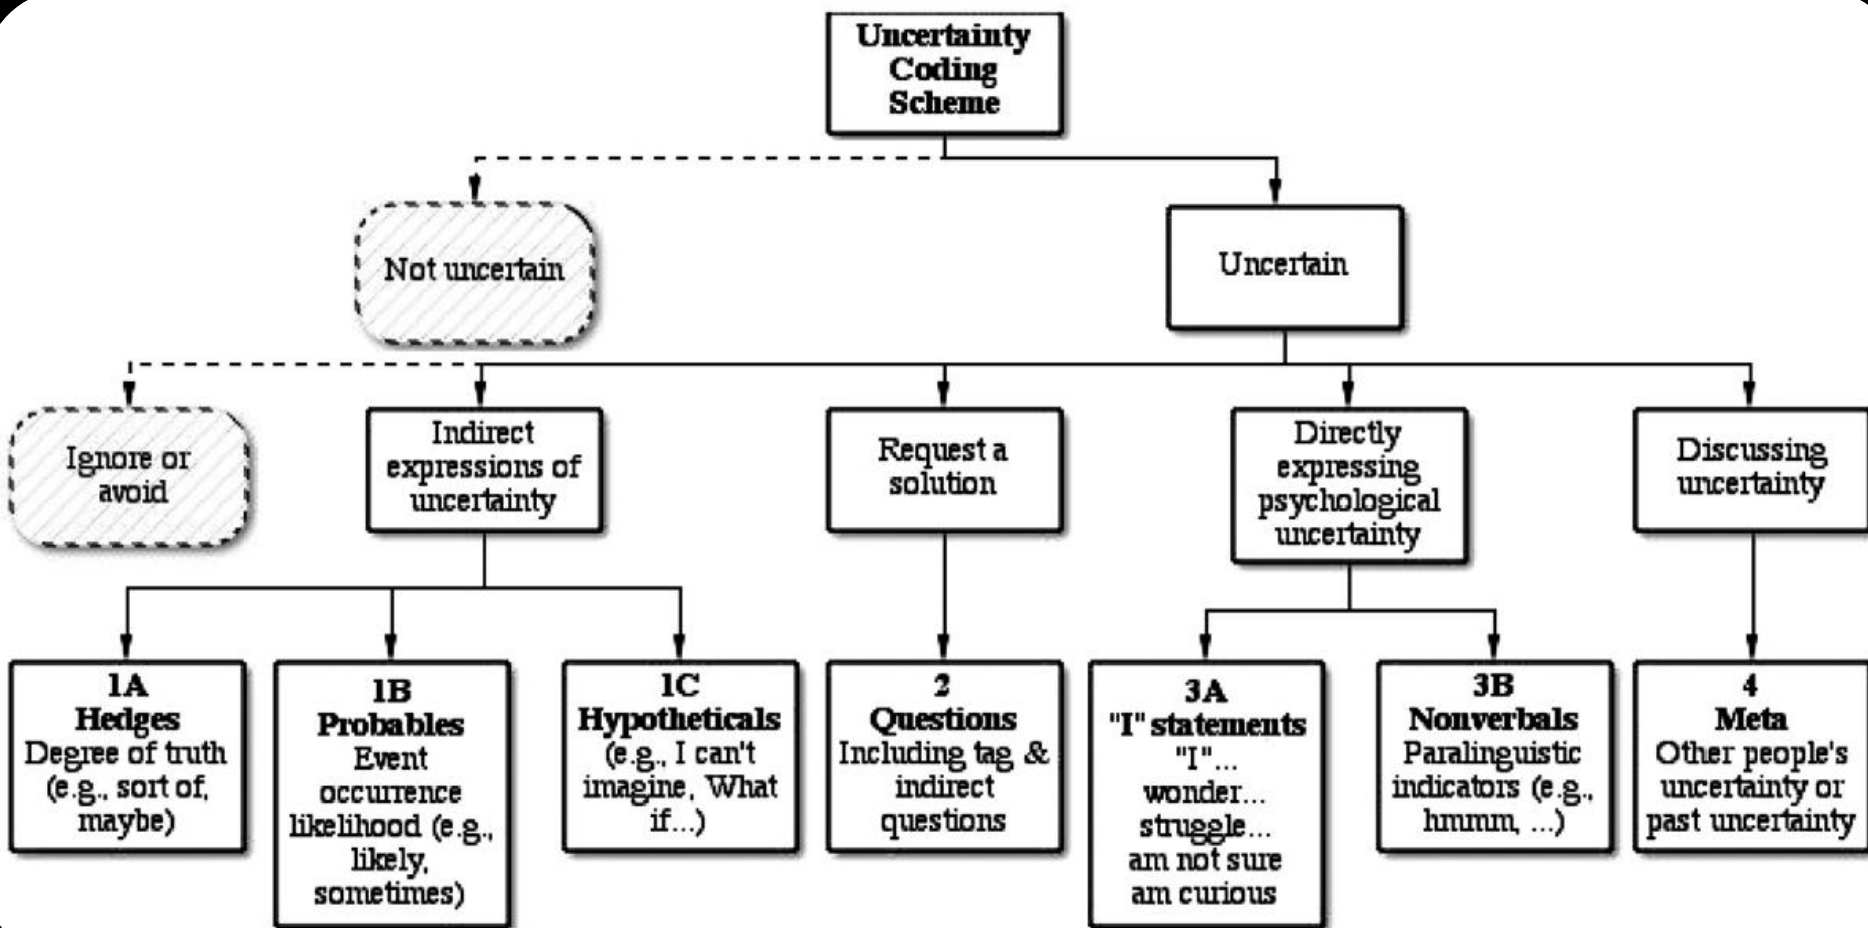 Uncertainty
Coding
Scheme
Not uncertain
Uncertain
Ignore or
avoid
Indirect
expressions of
uncertainty
Request a
solution
Directly
expressing
psychological
uncertainty
Discussing
uncertainty
1A
Hedges
Degree of truth
(e.g., sort of,
maybe)
1B
Probables
Event
occurrence
likelihood (e.g.,
likely,
sometimes)
1C
Hypotheticals
(e.g., I can't
imagine, What
if...)
2
Questions
Including tag &
indirect
questions
3A
"I" statements
"I"...
wonder...
struggle...
am not sure
am curious
3B
Nonverbals
Paralinguistic
indicators (e.g.,
hmmm, ...)
4
Meta
Other people's
uncertainty or
past uncertainty